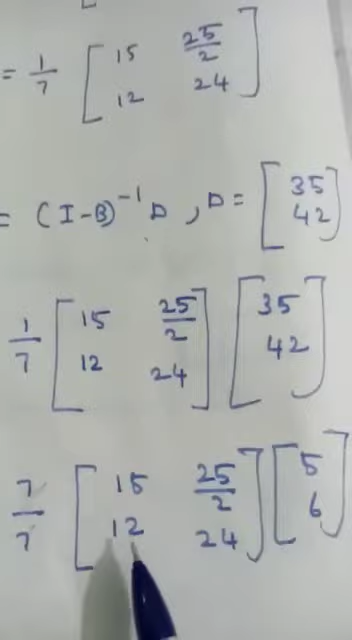 = 1/7 [ 15 25/2
12 24 ]
= (I-B)^-1 D , D = [ 35
42 ]
1/7 [ 15 25/2
12 24 ] [ 35
42 ]
7/7 [ 15 25/2
12 24 ] [ 5
6 ]